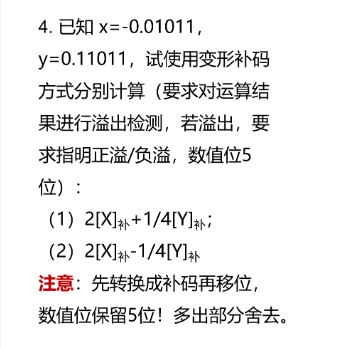 4. 已知 x=-0.01011，
y=0.11011，试使用变形补码
方式分别计算（要求对运算结
果进行溢出检测，若溢出，要
求指明正溢/负溢，数值位5
位）：
（1）2[X]补+1/4[Y]补；
（2）2[X]补-1/4[Y]补
注意：先转换成补码再移位，
数值位保留5位！多出部分舍去。